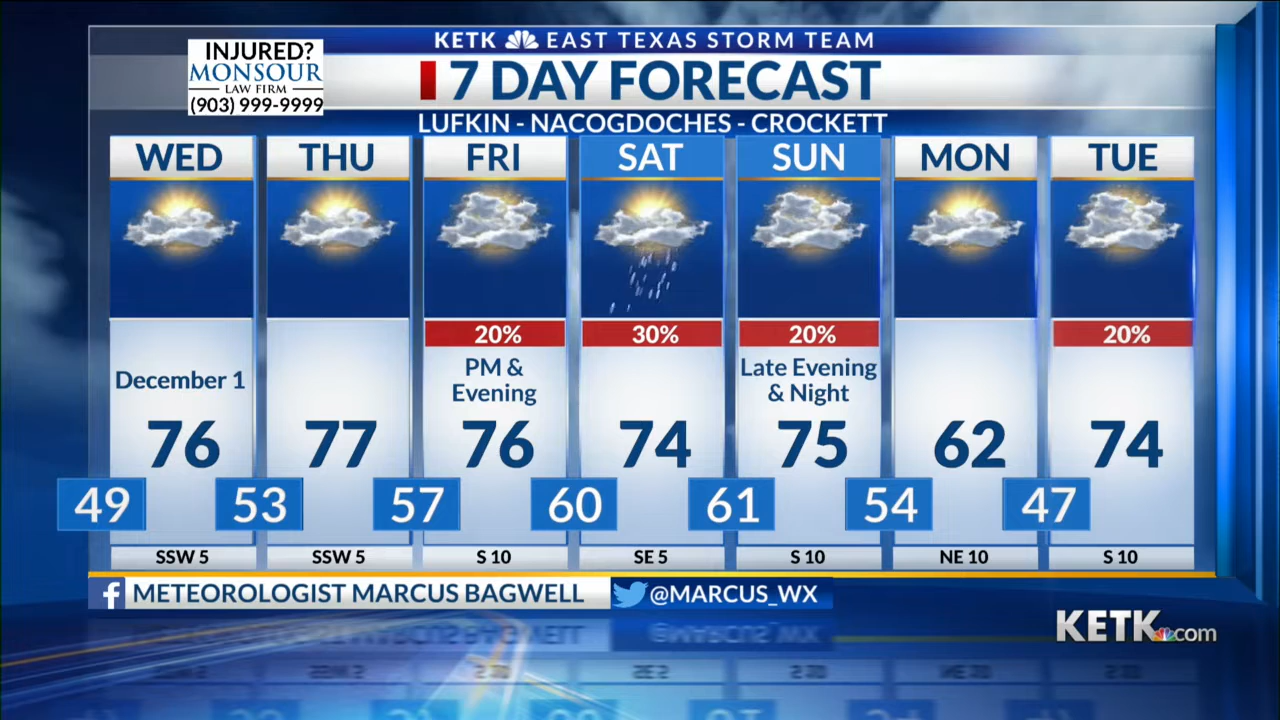 KETK EAST TEXAS STORM TEAM
INJURED?
MONSOUR
LAW FIRM
(903) 999-9999
7 DAY FORECAST
LUFKIN - NACOGDOCHES - CROCKETT
WED THU FRI SAT SUN MON TUE
20% 30% 20% 20%
December 1
PM &
Evening
Late Evening
& Night
76 77 76 74 75 62 74
49 53 57 60 61 54 47
SSW 5 SSW 5 S 10 SE 5 S 10 NE 10 S 10
f METEOROLOGIST MARCUS BAGWELL @MARCUS_WX
KETK.com